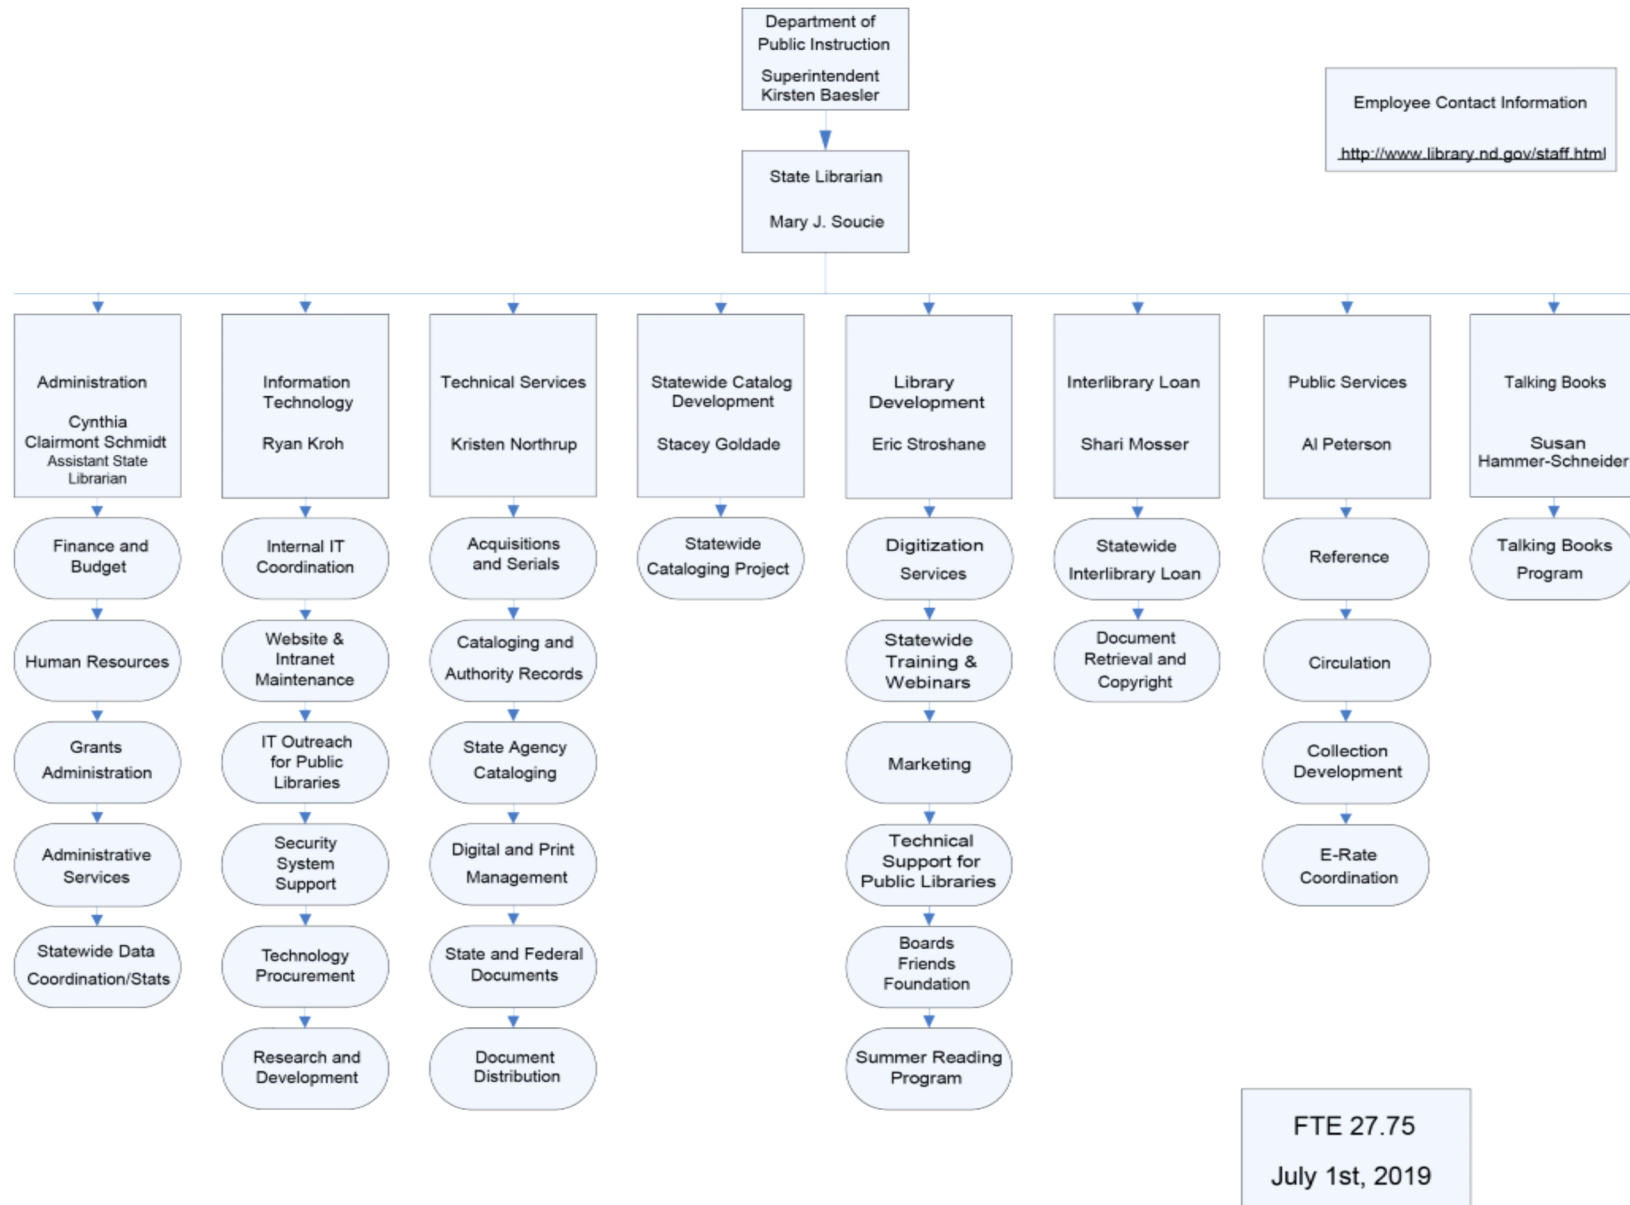 Department of
Public Instruction
Superintendent
Kirsten Baesler
Employee Contact Information
http://www.library.nd.gov/staff.html
State Librarian
Mary J. Soucie
Administration
Cynthia
Clairmont Schmidt
Assistant State
Librarian
Finance and
Budget
Human Resources
Grants
Administration
Administrative
Services
Statewide Data
Coordination/Stats
Information
Technology
Ryan Kroh
Internal IT
Coordination
Website &
Intranet
Maintenance
IT Outreach
for Public
Libraries
Security
System
Support
Technology
Procurement
Research and
Development
Technical Services
Kristen Northrup
Acquisitions
and Serials
Cataloging and
Authority Records
State Agency
Cataloging
Digital and Print
Management
State and Federal
Documents
Document
Distribution
Statewide Catalog
Development
Stacey Goldade
Statewide
Cataloging Project
Library
Development
Eric Stroshane
Digitization
Services
Statewide
Training &
Webinars
Marketing
Technical
Support for
Public Libraries
Boards
Friends
Foundation
Summer Reading
Program
Interlibrary Loan
Shari Mosser
Statewide
Interlibrary Loan
Document
Retrieval and
Copyright
Public Services
Al Peterson
Reference
Circulation
Collection
Development
E-Rate
Coordination
Talking Books
Susan
Hammer-Schneider
Talking Books
Program
FTE 27.75
July 1st, 2019